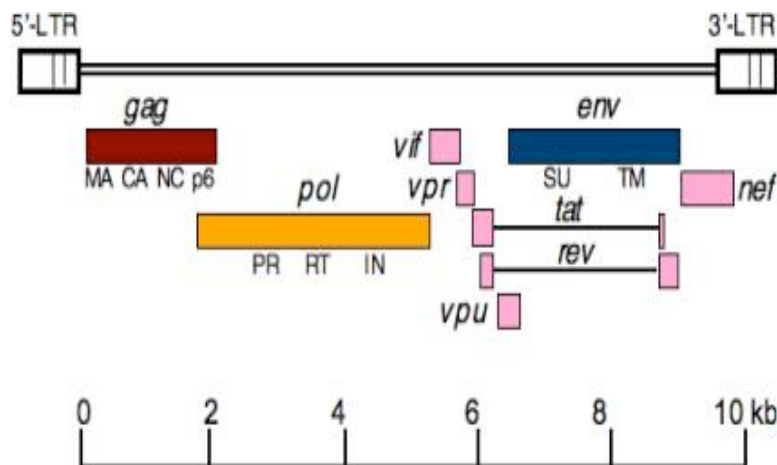 5'-LTR 3'-LTR
gag env
vif
MA CA NC p6 vpr SU TM nef
pol tat
PR RT IN rev
vpu
0 2 4 6 8 10 kb